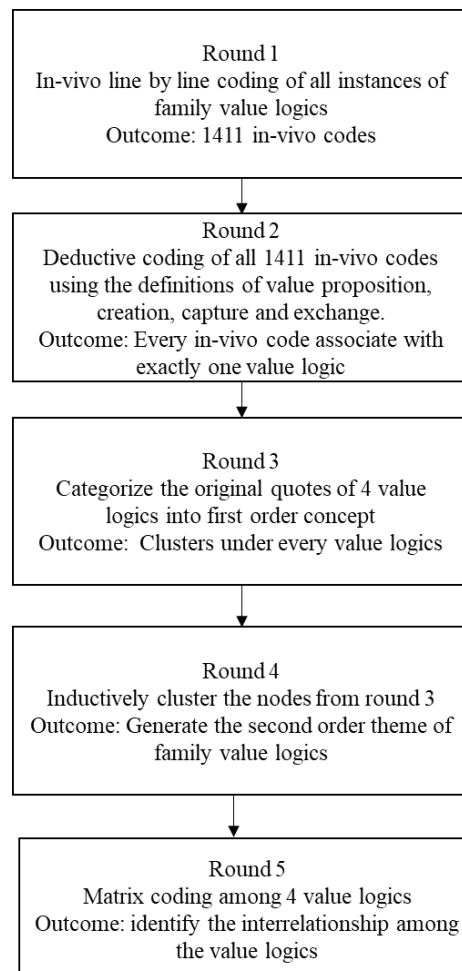 Round 1
In-vivo line by line coding of all instances of
family value logics
Outcome: 1411 in-vivo codes
Round 2
Deductive coding of all 1411 in-vivo codes
using the definitions of value proposition,
creation, capture and exchange.
Outcome: Every in-vivo code associate with
exactly one value logic
Round 3
Categorize the original quotes of 4 value
logics into first order concept
Outcome: Clusters under every value logics
Round 4
Inductively cluster the nodes from round 3
Outcome: Generate the second order theme of
family value logics
Round 5
Matrix coding among 4 value logics
Outcome: identify the interrelationship among
the value logics